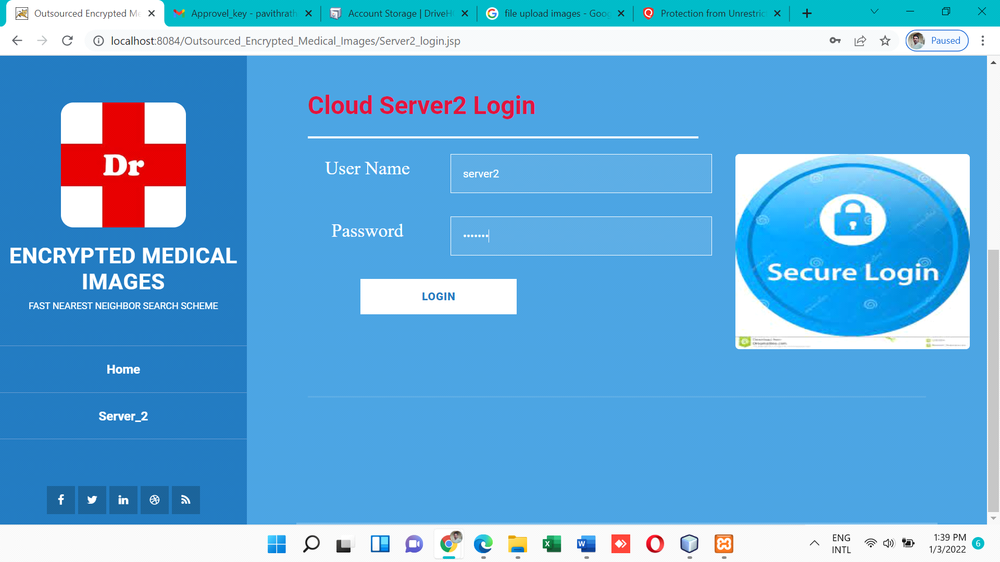 Outsourced Encrypted Me
Approvel_key - pavithrath
Account Storage | DriveH
file upload images - Goog
Protection from Unrestric
localhost:8084/Outsourced_Encrypted_Medical_Images/Server2_login.jsp
Paused
Dr
ENCRYPTED MEDICAL
IMAGES
FAST NEAREST NEIGHBOR SEARCH SCHEME
Home
Server_2
Cloud Server2 Login
User Name
server2
Password
LOGIN
Secure Login
ENG
INTL
1:39 PM
1/3/2022
6